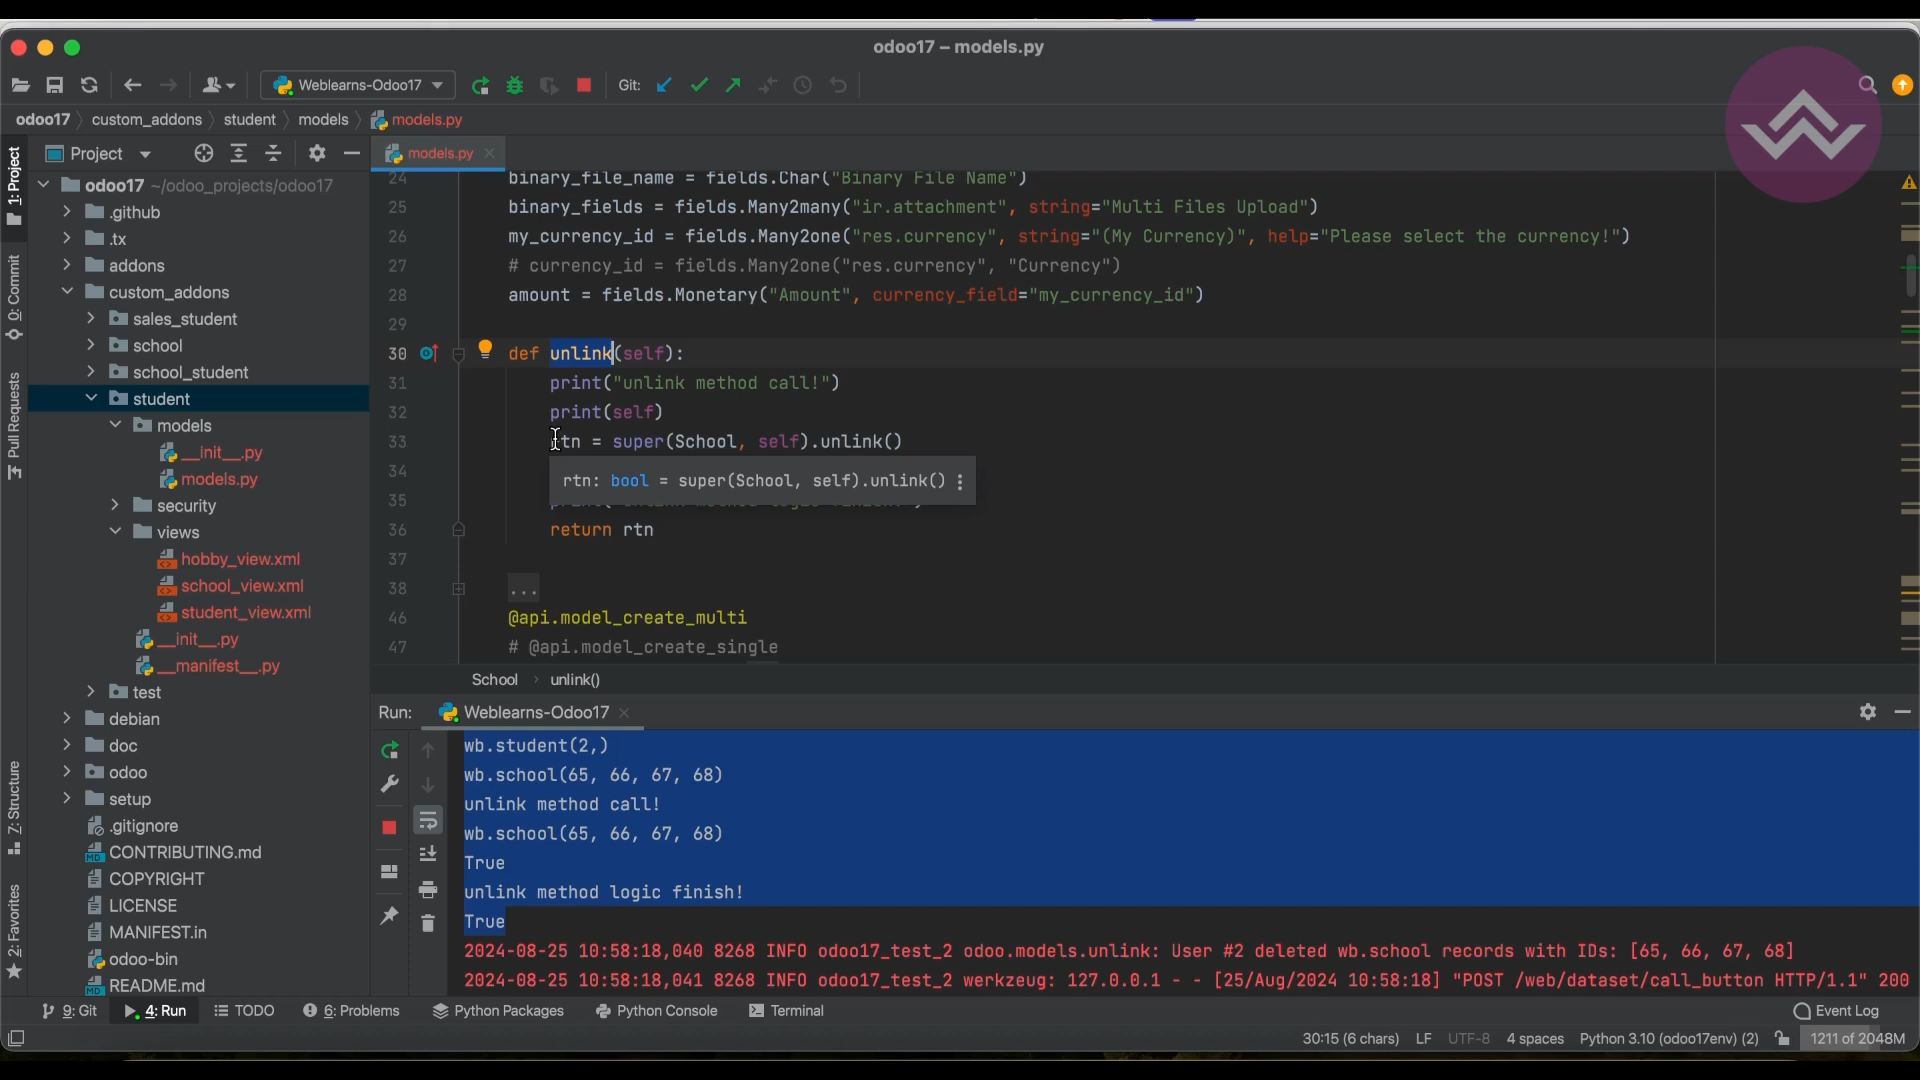 odoo17 – models.py
Weblearns-Odoo17
Git:
odoo17 custom_addons student models models.py
1: Project
0: Commit
Pull Requests
7: Structure
2: Favorites
Project
odoo17 ~/odoo_projects/odoo17
.github
.tx
addons
custom_addons
sales_student
school
school_student
student
models
__init__.py
models.py
security
views
hobby_view.xml
school_view.xml
student_view.xml
__init__.py
__manifest__.py
test
debian
doc
odoo
setup
.gitignore
CONTRIBUTING.md
COPYRIGHT
LICENSE
MANIFEST.in
odoo-bin
README.md
models.py
24 binary_file_name = fields.Char("Binary File Name")
25 binary_fields = fields.Many2many("ir.attachment", string="Multi Files Upload")
26 my_currency_id = fields.Many2one("res.currency", string="(My Currency)", help="Please select the currency!")
27 # currency_id = fields.Many2one("res.currency", "Currency")
28 amount = fields.Monetary("Amount", currency_field="my_currency_id")
29
30 def unlink(self):
31 print("unlink method call!")
32 print(self)
33 rtn = super(School, self).unlink()
34
rtn: bool = super(School, self).unlink()
35
36 return rtn
37
38 ...
46 @api.model_create_multi
47 # @api.model_create_single
School unlink()
Run: Weblearns-Odoo17
wb.student(2,)
wb.school(65, 66, 67, 68)
unlink method call!
wb.school(65, 66, 67, 68)
True
unlink method logic finish!
True
2024-08-25 10:58:18,040 8268 INFO odoo17_test_2 odoo.models.unlink: User #2 deleted wb.school records with IDs: [65, 66, 67, 68]
2024-08-25 10:58:18,041 8268 INFO odoo17_test_2 werkzeug: 127.0.0.1 - - [25/Aug/2024 10:58:18] "POST /web/dataset/call_button HTTP/1.1" 200
9: Git 4: Run TODO 6: Problems Python Packages Python Console Terminal Event Log
30:15 (6 chars) LF UTF-8 4 spaces Python 3.10 (odoo17env) (2) 1211 of 2048M